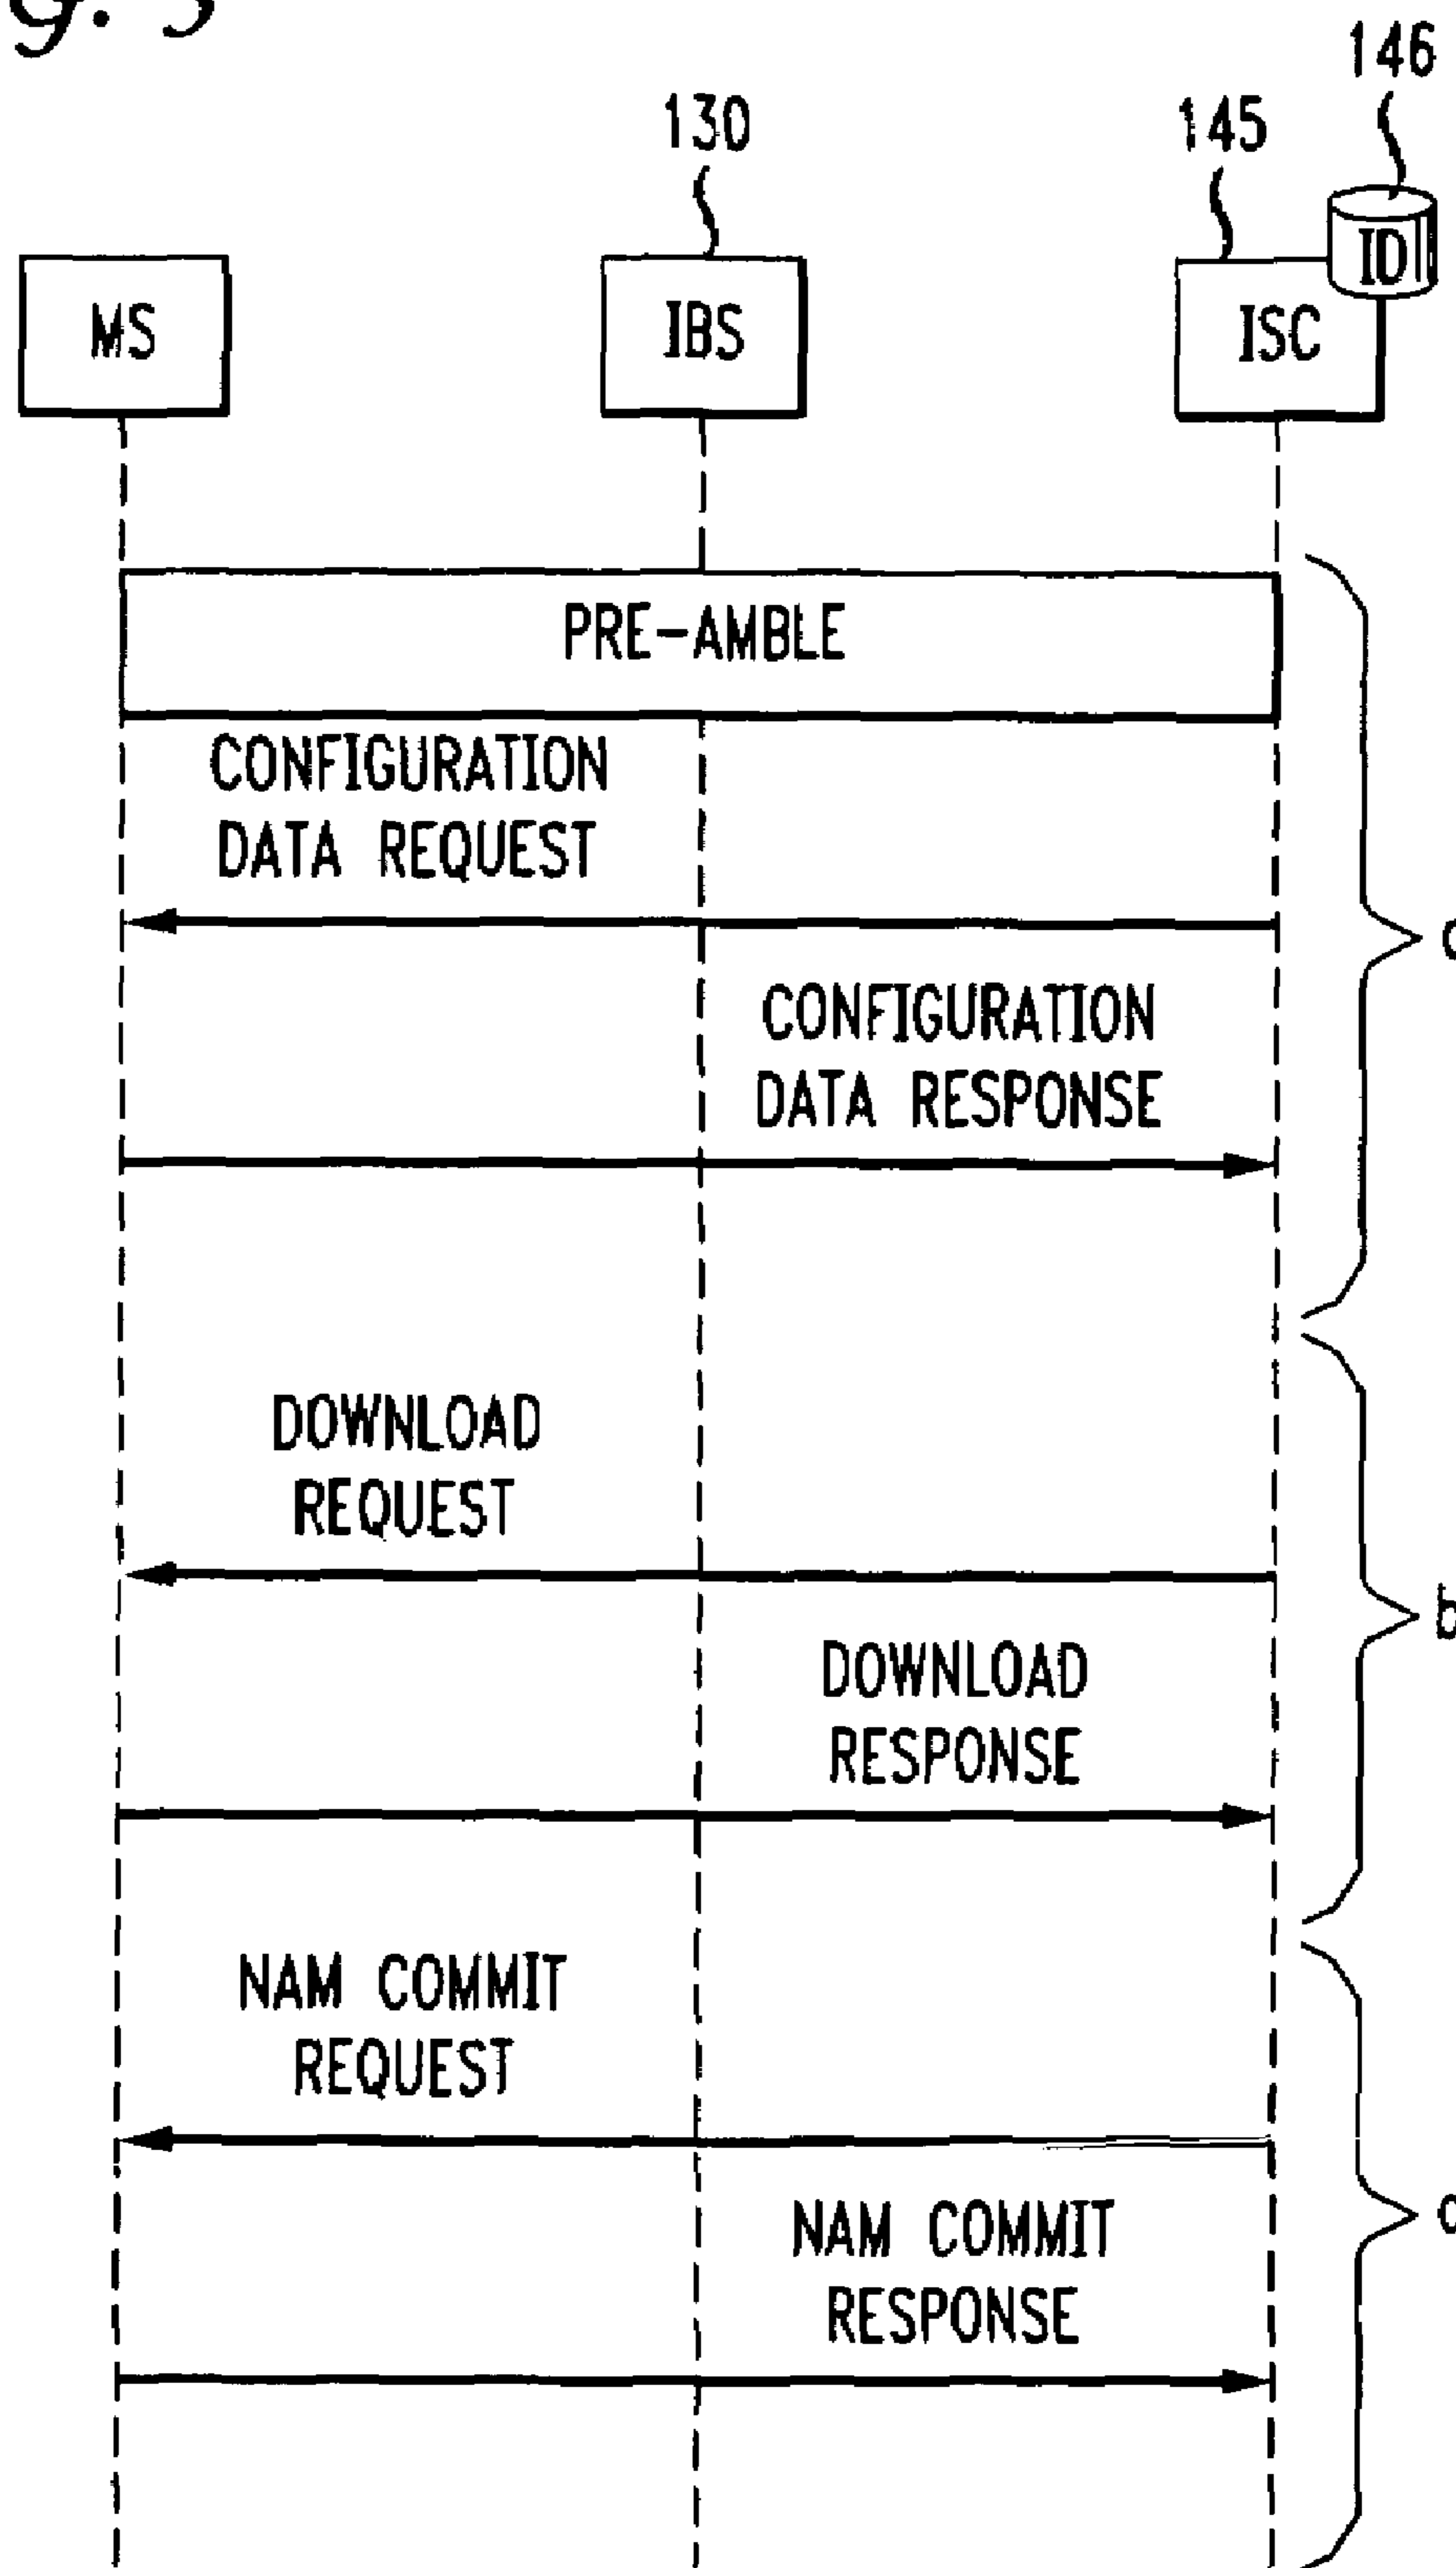 146
130
145
ID
MS
IBS
ISC
PRE-AMBLE
CONFIGURATION
DATA REQUEST
CONFIGURATION
DATA RESPONSE
DOWNLOAD
REQUEST
b
DOWNLOAD
RESPONSE
NAM COMMIT
REQUEST
NAM COMMIT
RESPONSE